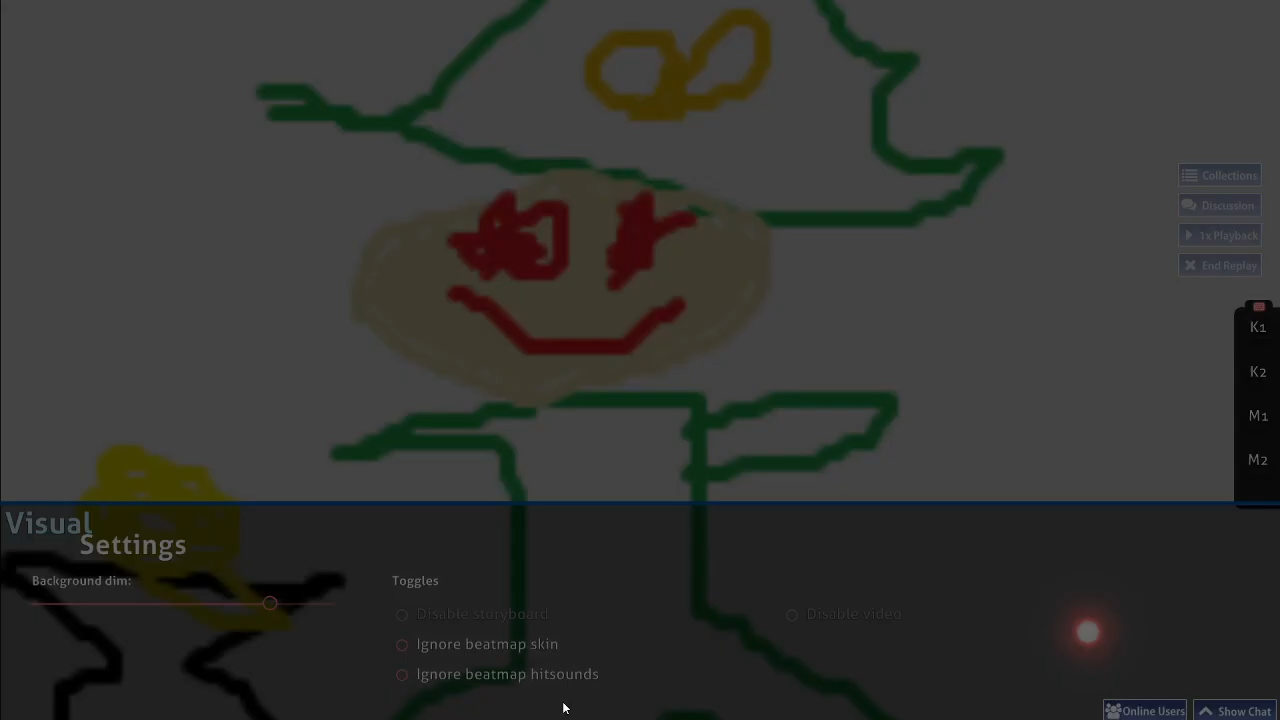 Collections
Discussion
1x Playback
End Replay
K1
K2
M1
M2
Visual
Settings
Background dim:
Toggles
Disable storyboard
Disable video
Ignore beatmap skin
Ignore beatmap hitsounds
Online Users
Show Chat